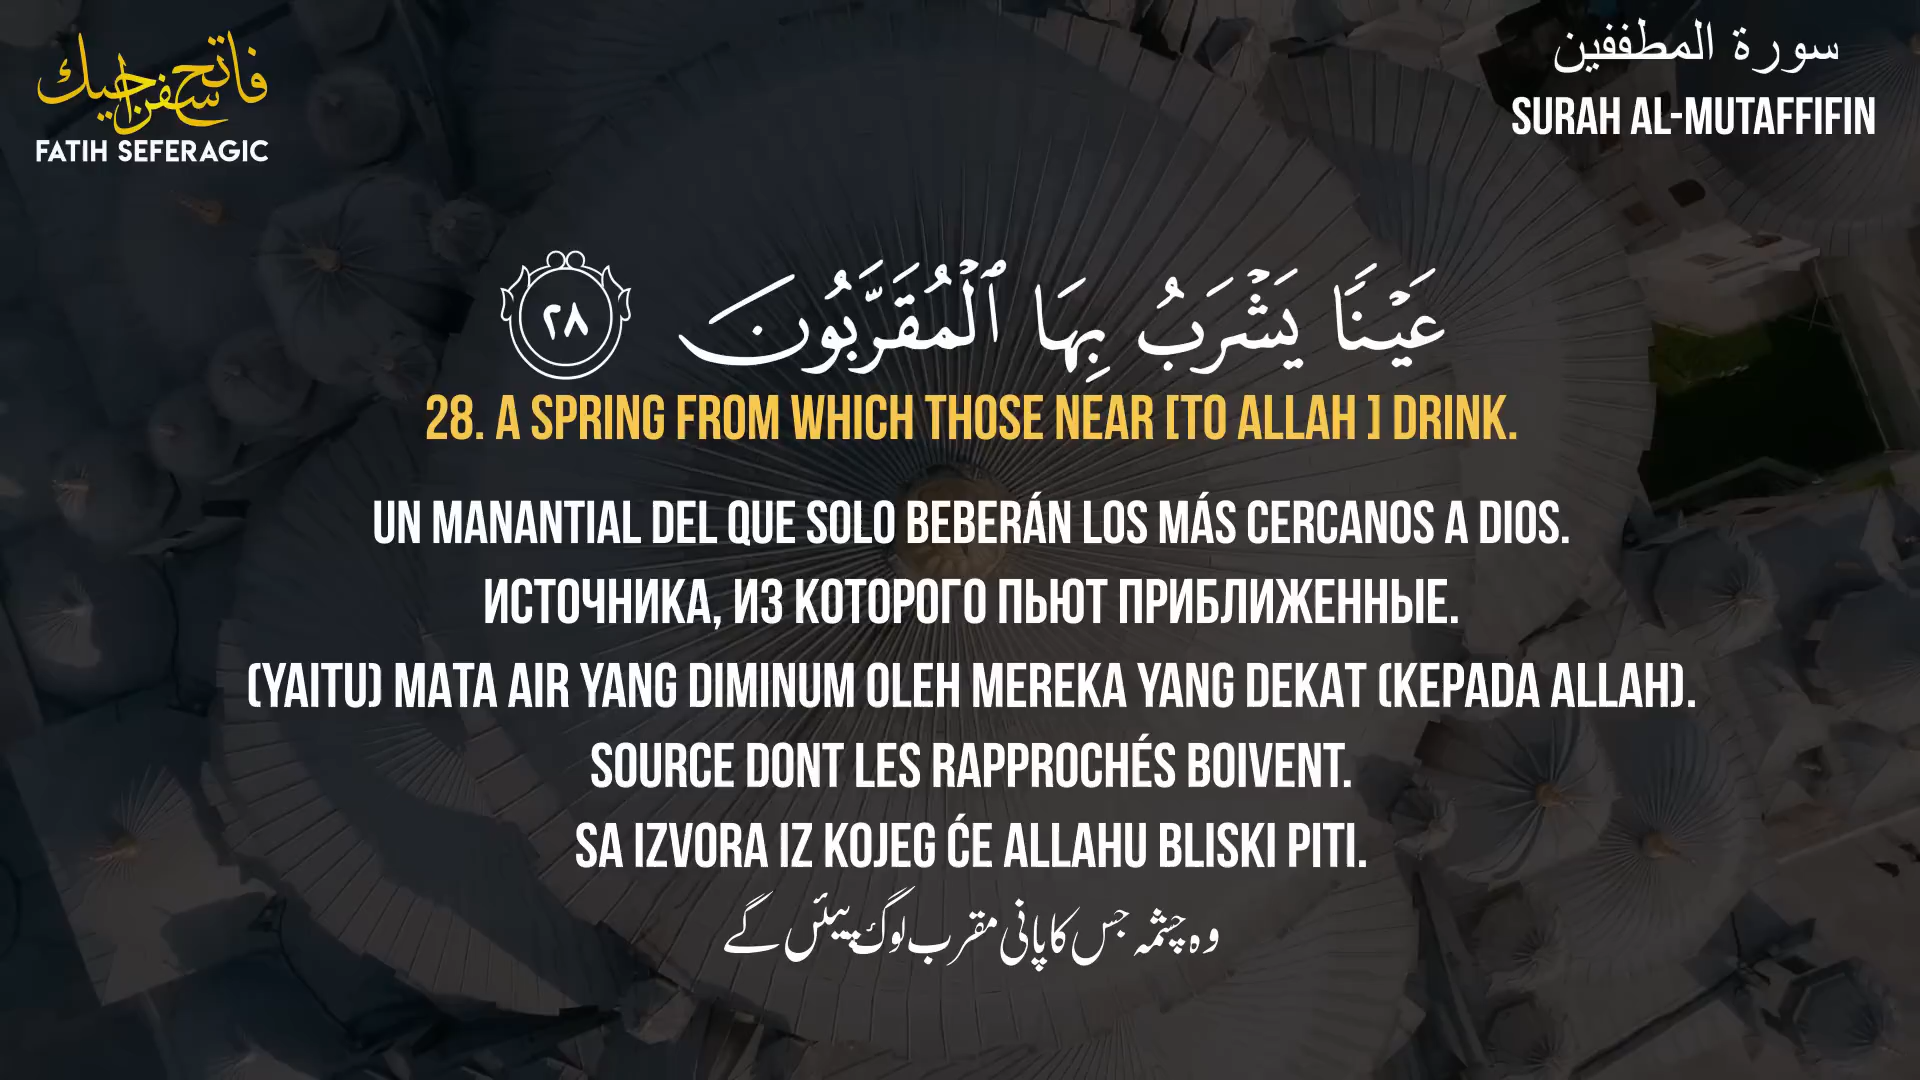 فاتح سفراجيك
FATIH SEFERAGIC
سورة المطففين
SURAH AL-MUTAFFIFIN
عَيْنًا يَشْرَبُ بِهَا ٱلْمُقَرَّبُونَ ٢٨
28. A SPRING FROM WHICH THOSE NEAR [TO ALLAH ] DRINK.
UN MANANTIAL DEL QUE SOLO BEBERÁN LOS MÁS CERCANOS A DIOS.
ИСТОЧНИКА, ИЗ КОТОРОГО ПЬЮТ ПРИБЛИЖЕННЫЕ.
(YAITU) MATA AIR YANG DIMINUM OLEH MEREKA YANG DEKAT (KEPADA ALLAH).
SOURCE DONT LES RAPPROCHÉS BOIVENT.
SA IZVORA IZ KOJEG ĆE ALLAHU BLISKI PITI.
وہ چشمہ جس کا پانی مقرب لوگ پیئں گے